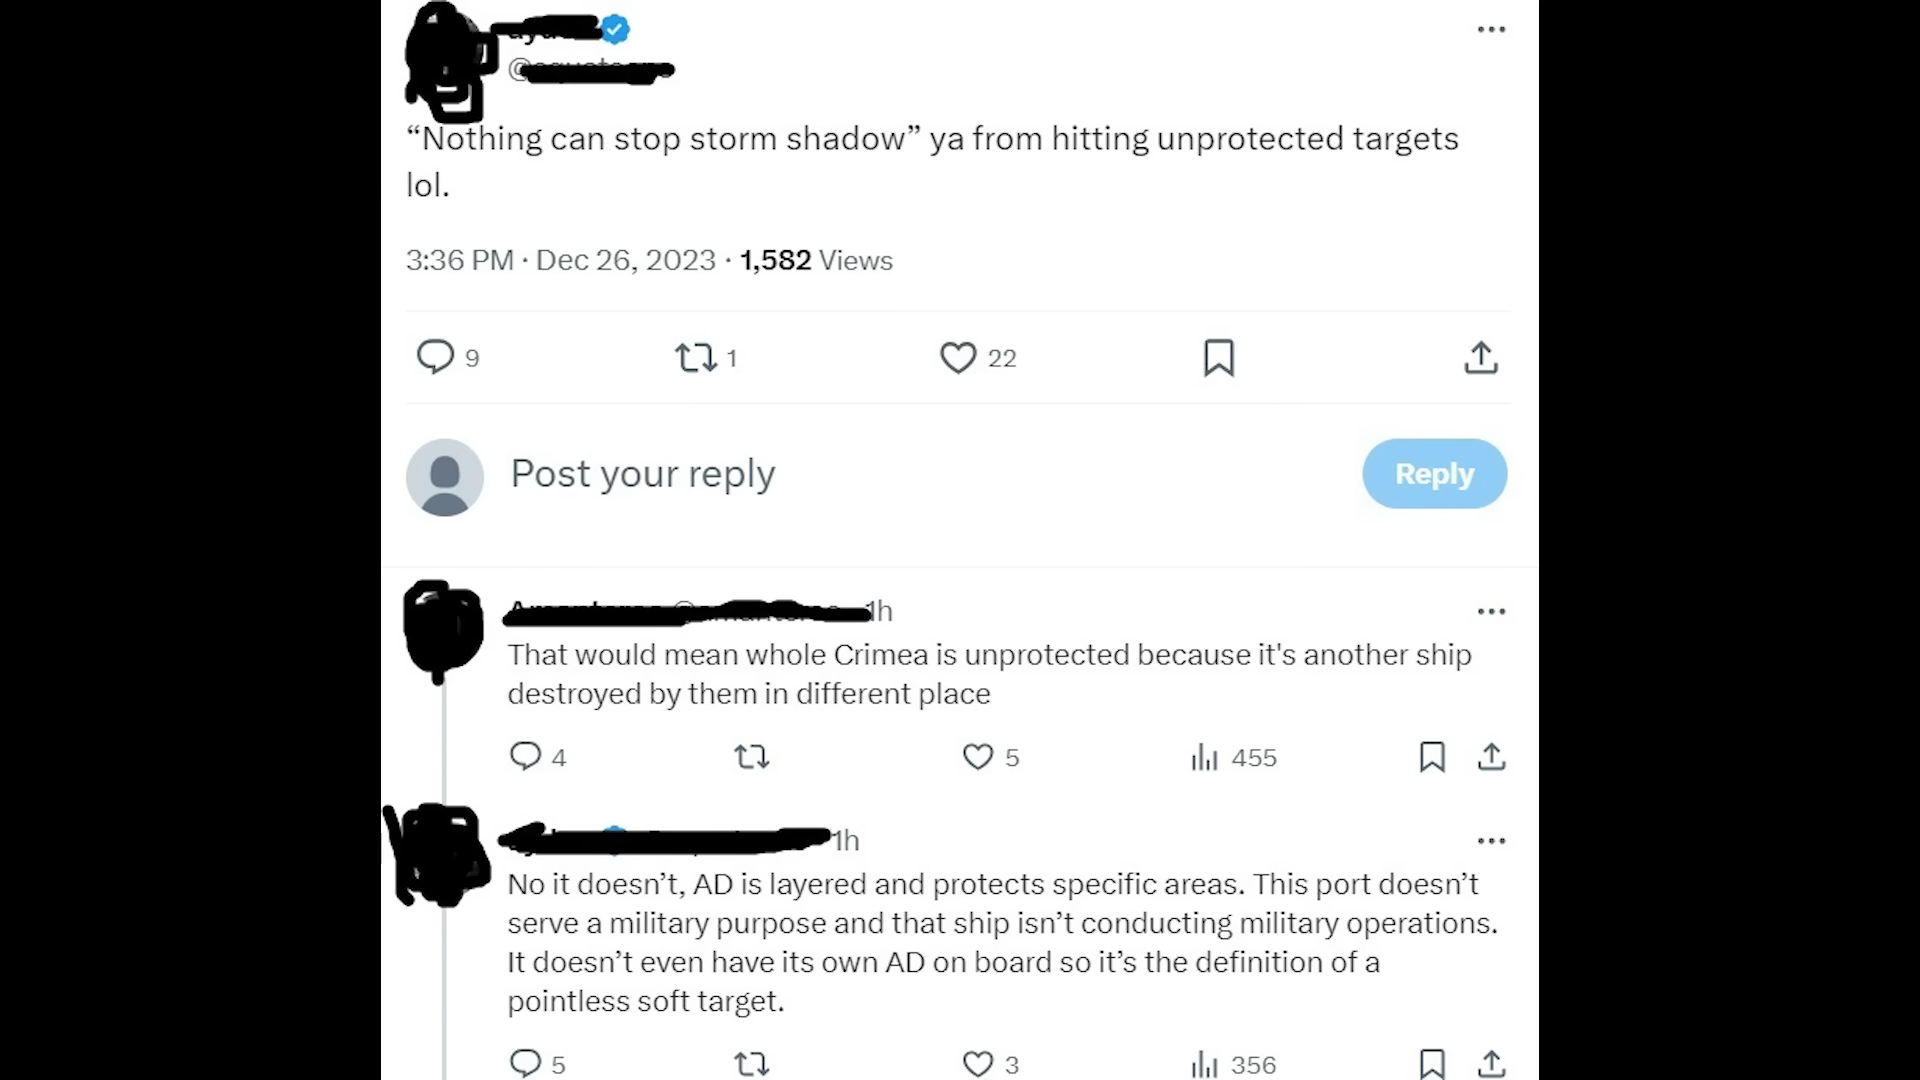 “Nothing can stop storm shadow” ya from hitting unprotected targets
lol.
3:36 PM · Dec 26, 2023 · 1,582 Views
9 1 22
Post your reply
Reply
1h
That would mean whole Crimea is unprotected because it's another ship
destroyed by them in different place
4 5 455
1h
No it doesn’t, AD is layered and protects specific areas. This port doesn’t
serve a military purpose and that ship isn’t conducting military operations.
It doesn’t even have its own AD on board so it’s the definition of a
pointless soft target.
5 3 356